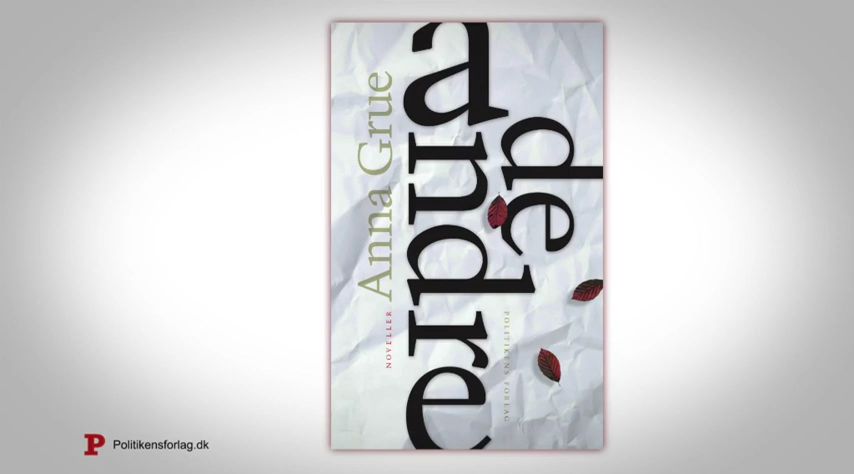 de
andre
Anna Grue
NOVELLER
POLITIKENS FORLAG
P Politikensforlag.dk